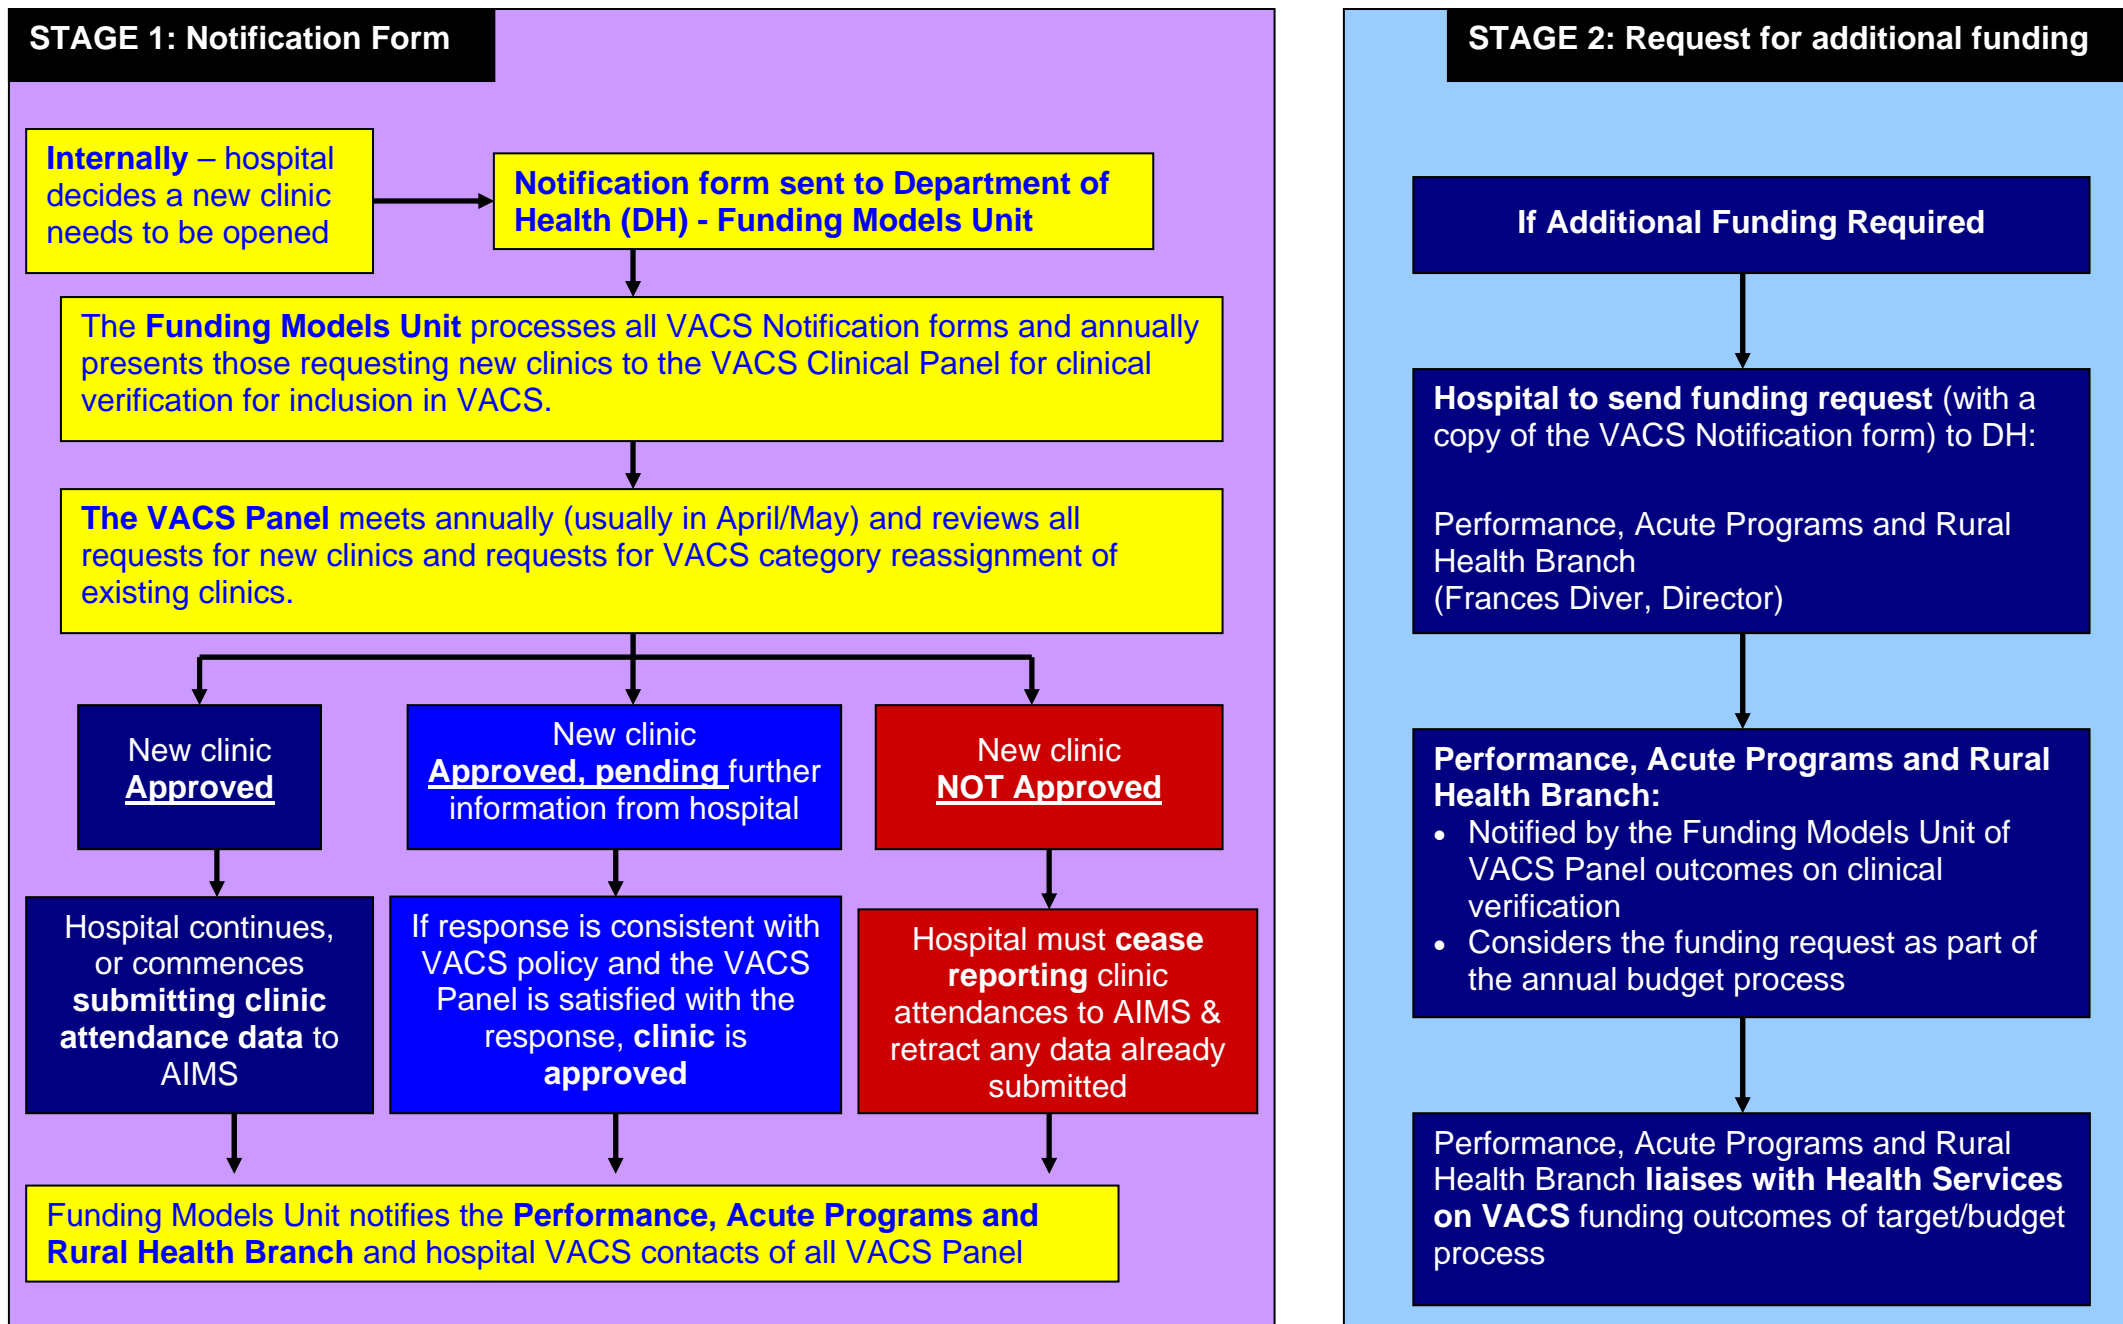 STAGE 1: Notification Form
Internally – hospital
decides a new clinic
needs to be opened
Notification form sent to Department of
Health (DH) - Funding Models Unit
The Funding Models Unit processes all VACS Notification forms and annually
presents those requesting new clinics to the VACS Clinical Panel for clinical
verification for inclusion in VACS.
The VACS Panel meets annually (usually in April/May) and reviews all
requests for new clinics and requests for VACS category reassignment of
existing clinics.
New clinic
Approved
New clinic
Approved, pending further
information from hospital
New clinic
NOT Approved
Hospital continues,
or commences
submitting clinic
attendance data to
AIMS
If response is consistent with
VACS policy and the VACS
Panel is satisfied with the
response, clinic is
approved
Hospital must cease
reporting clinic
attendances to AIMS &
retract any data already
submitted
Funding Models Unit notifies the Performance, Acute Programs and
Rural Health Branch and hospital VACS contacts of all VACS Panel
STAGE 2: Request for additional funding
If Additional Funding Required
Hospital to send funding request (with a
copy of the VACS Notification form) to DH:
Performance, Acute Programs and Rural
Health Branch
(Frances Diver, Director)
Performance, Acute Programs and Rural
Health Branch:
• Notified by the Funding Models Unit of
VACS Panel outcomes on clinical
verification
• Considers the funding request as part of
the annual budget process
Performance, Acute Programs and Rural
Health Branch liaises with Health Services
on VACS funding outcomes of target/budget
process